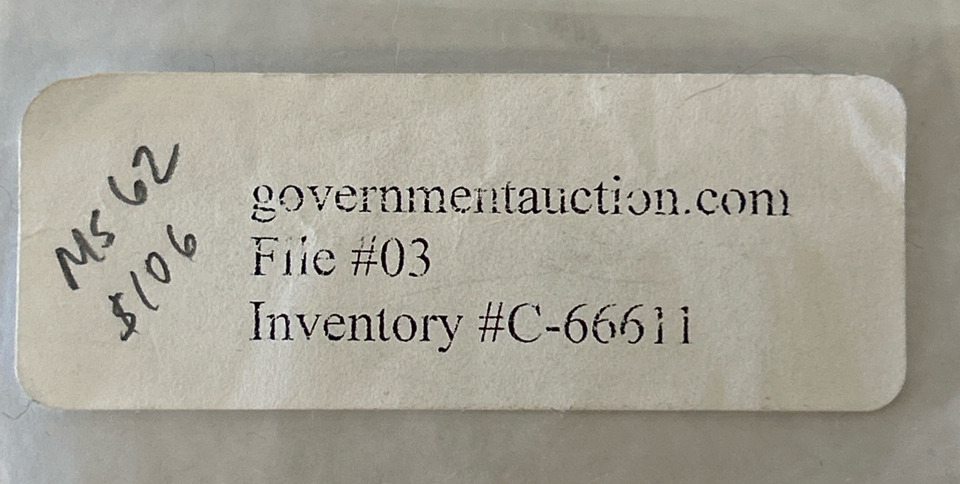 MS 62
$106
governmentauction.com
File #03
Inventory #C-66611